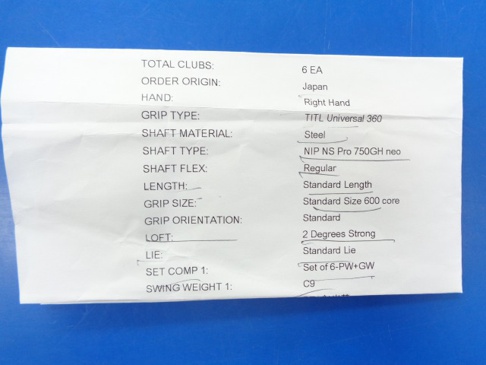 TOTAL CLUBS: 6 EA
ORDER ORIGIN: Japan
HAND: Right Hand
GRIP TYPE: TITL Universal 360
SHAFT MATERIAL: Steel
SHAFT TYPE: NIP NS Pro 750GH neo
SHAFT FLEX: Regular
LENGTH: Standard Length
GRIP SIZE: Standard Size 600 core
GRIP ORIENTATION: Standard
LOFT: 2 Degrees Strong
LIE: Standard Lie
SET COMP 1: Set of 6-PW+GW
SWING WEIGHT 1: C9